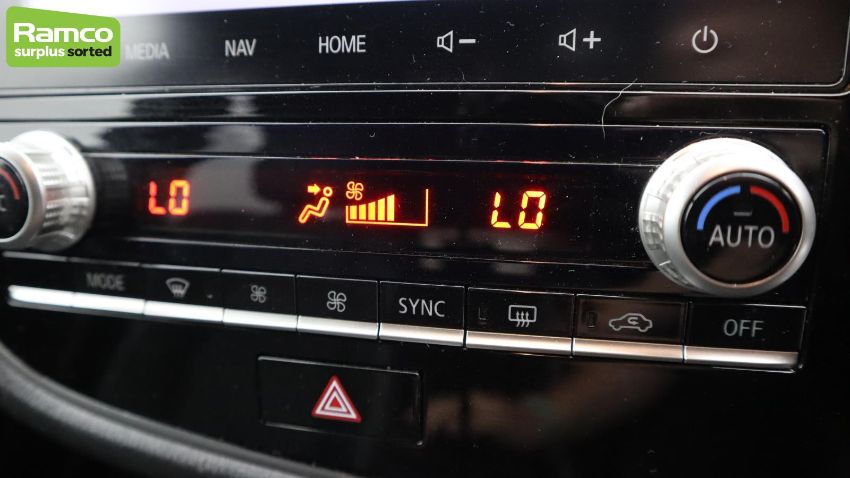 Ramco
surplus sorted
MEDIA NAV HOME
LO LO
AUTO
MODE SYNC OFF